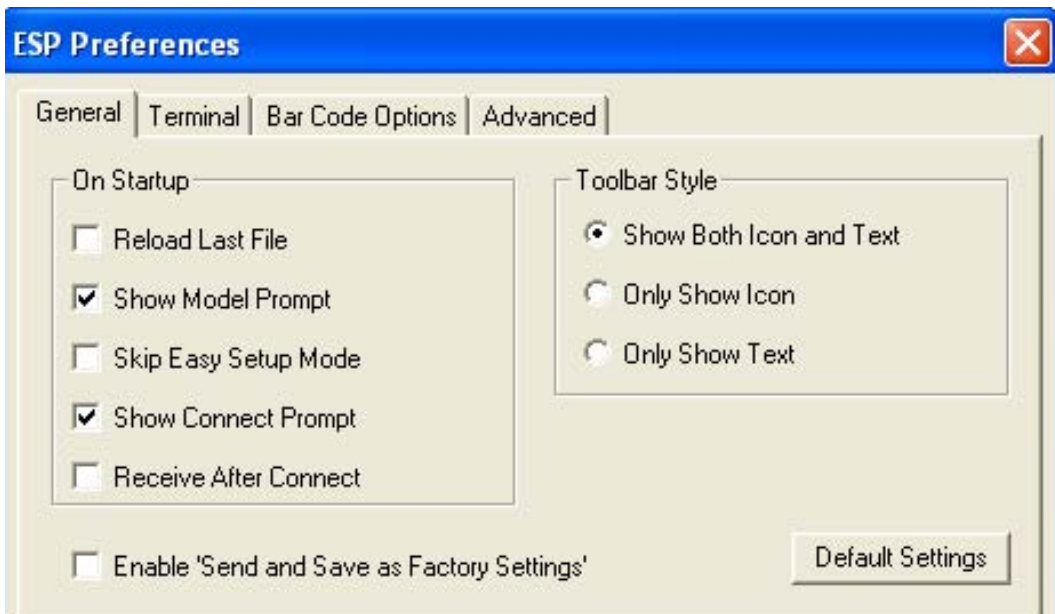 ESP Preferences
General
Terminal
Bar Code Options
Advanced
On Startup
Reload Last File
Show Model Prompt
Skip Easy Setup Mode
Show Connect Prompt
Receive After Connect
Toolbar Style
Show Both Icon and Text
Only Show Icon
Only Show Text
Enable 'Send and Save as Factory Settings'
Default Settings